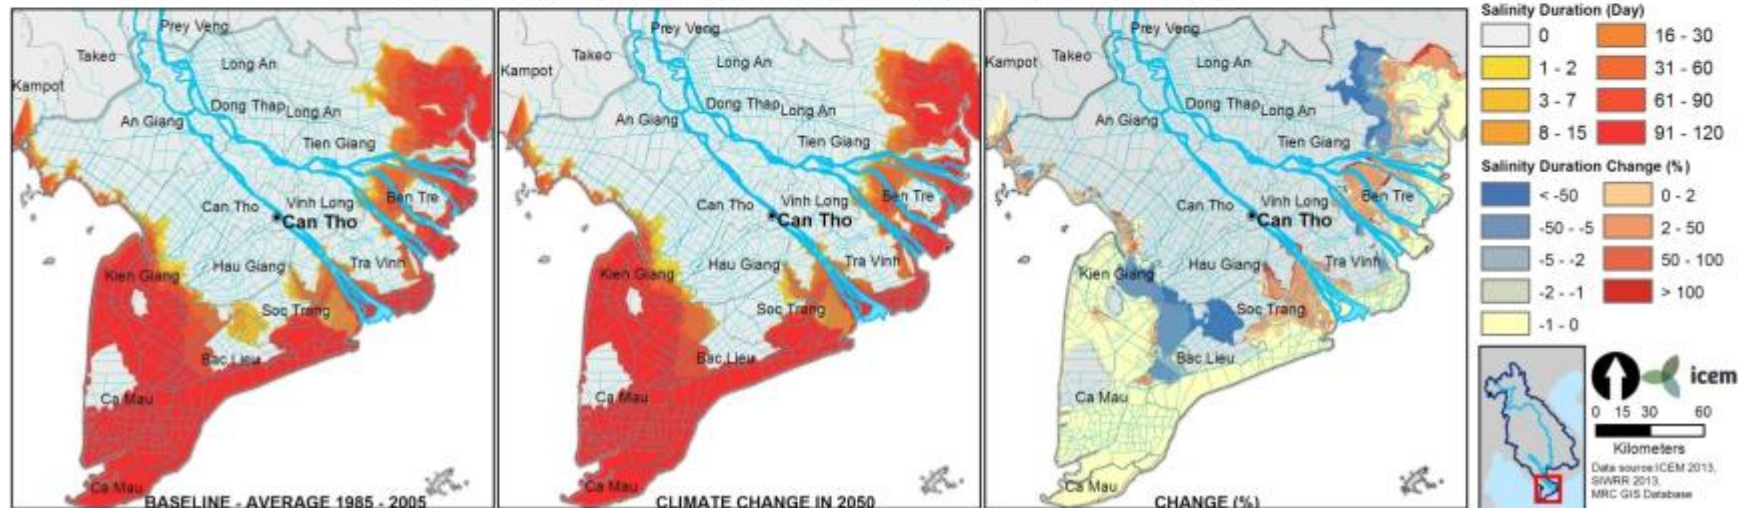 Prey Veng
Takeo
Long An
Kampot
Dong Thap
Long An
An Giang
Tien Giang
Ben Tre
Can Tho
Vinh Long
Can Tho
Hau Giang
Tra Vinh
Kien Giang
Soc Trang
Bac Lieu
Ca Mau
Ca Mau
BASELINE - AVERAGE 1985 - 2005
Prey Veng
Takeo
Long An
Kampot
Dong Thap
Long An
An Giang
Tien Giang
Ben Tre
Can Tho
Vinh Long
Can Tho
Hau Giang
Tra Vinh
Kien Giang
Soc Trang
Bac Lieu
Ca Mau
Ca Mau
CLIMATE CHANGE IN 2050
Prey Veng
Takeo
Long An
Kampot
Dong Thap
Long An
An Giang
Tien Giang
Ben Tre
Can Tho
Vinh Long
Can Tho
Hau Giang
Tra Vinh
Kien Giang
Soc Trang
Bac Lieu
Ca Mau
Ca Mau
CHANGE (%)
Salinity Duration (Day)
0
16 - 30
1 - 2
31 - 60
3 - 7
61 - 90
8 - 15
91 - 120
Salinity Duration Change (%)
< -50
0 - 2
-50 - -5
2 - 50
-5 - -2
50 - 100
-2 - -1
> 100
-1 - 0
icem
0 15 30 60
Kilometers
Data source:ICEM 2013,
SIWRR 2013,
MRC GIS Database